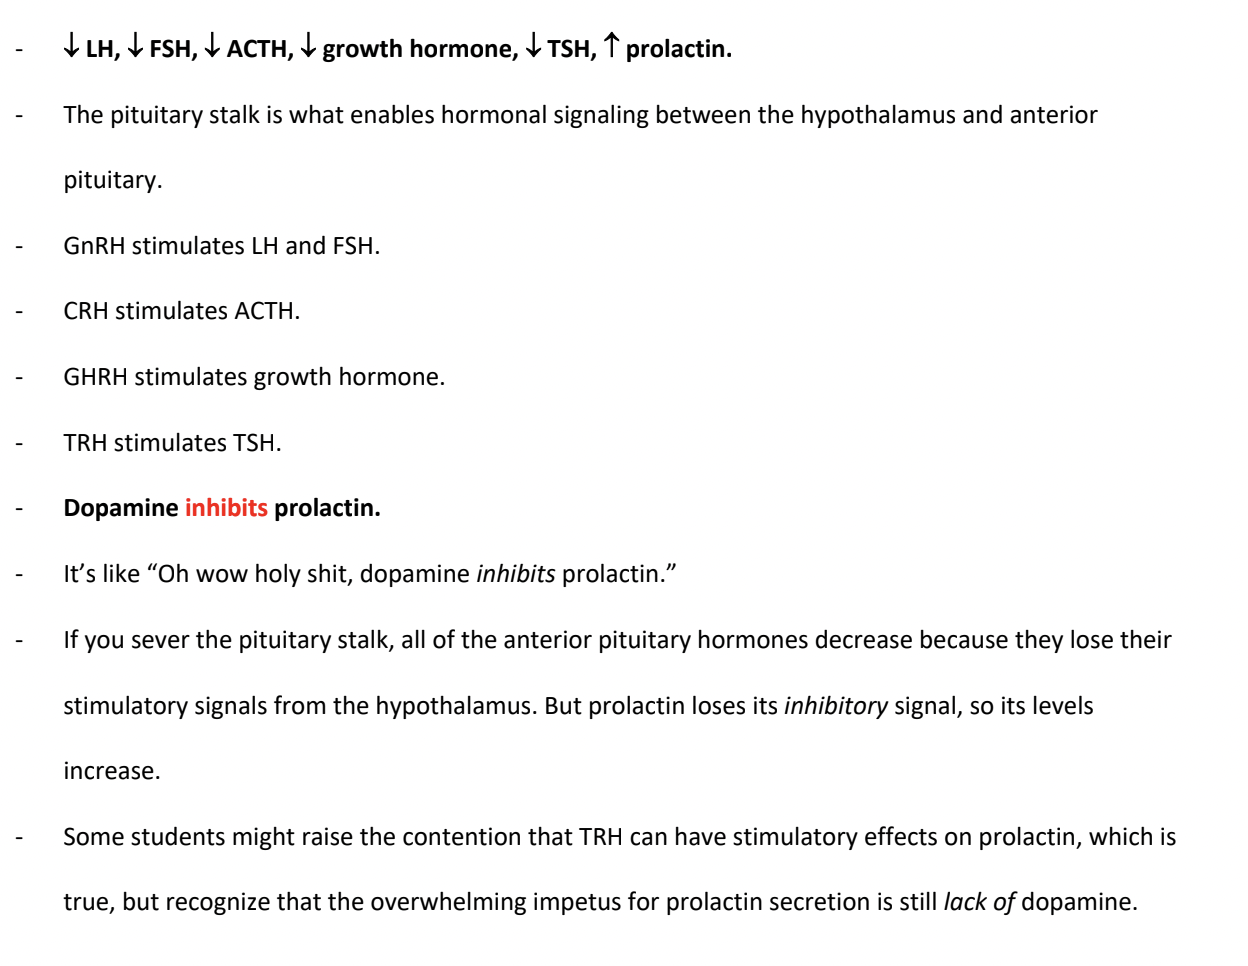 - ↓ LH, ↓ FSH, ↓ ACTH, ↓ growth hormone, ↓ TSH, ↑ prolactin.
- The pituitary stalk is what enables hormonal signaling between the hypothalamus and anterior
pituitary.
- GnRH stimulates LH and FSH.
- CRH stimulates ACTH.
- GHRH stimulates growth hormone.
- TRH stimulates TSH.
- Dopamine inhibits prolactin.
- It’s like “Oh wow holy shit, dopamine inhibits prolactin.”
- If you sever the pituitary stalk, all of the anterior pituitary hormones decrease because they lose their
stimulatory signals from the hypothalamus. But prolactin loses its inhibitory signal, so its levels
increase.
- Some students might raise the contention that TRH can have stimulatory effects on prolactin, which is
true, but recognize that the overwhelming impetus for prolactin secretion is still lack of dopamine.